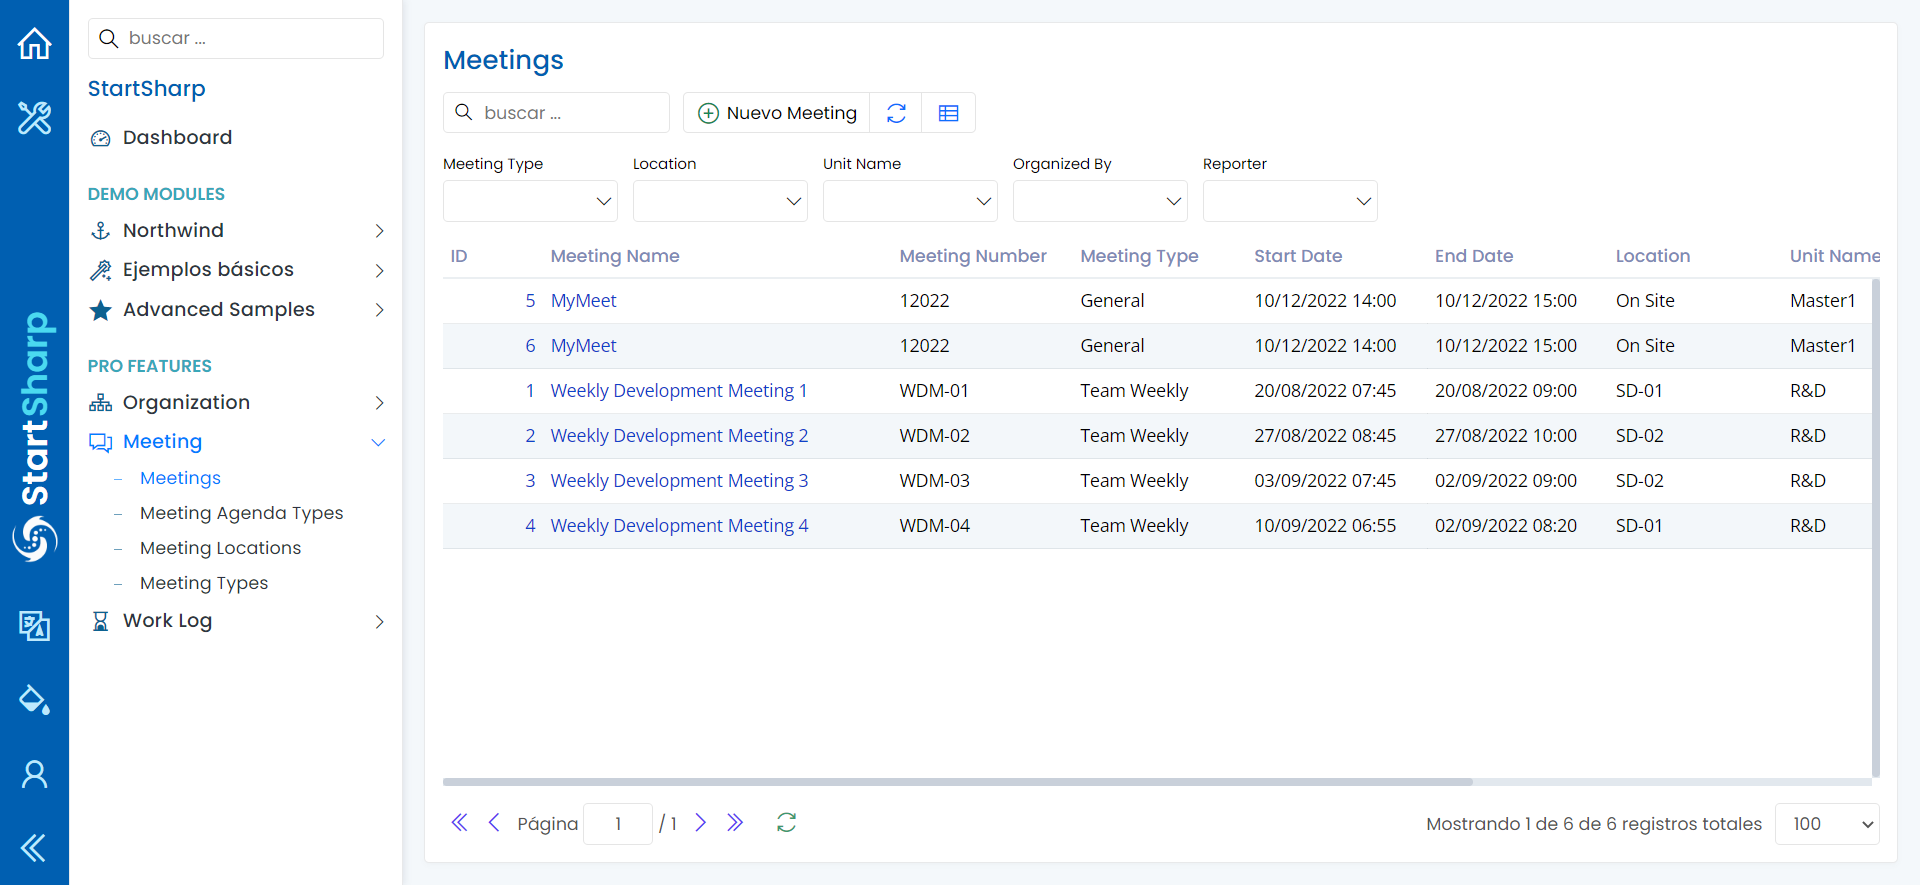 StartSharp
buscar ...
StartSharp
Dashboard
DEMO MODULES
Northwind
Ejemplos básicos
Advanced Samples
PRO FEATURES
Organization
Meeting
– Meetings
– Meeting Agenda Types
– Meeting Locations
– Meeting Types
Work Log
Meetings
buscar ... Nuevo Meeting
Meeting Type Location Unit Name Organized By Reporter
ID Meeting Name Meeting Number Meeting Type Start Date End Date Location Unit Name
5 MyMeet 12022 General 10/12/2022 14:00 10/12/2022 15:00 On Site Master1
6 MyMeet 12022 General 10/12/2022 14:00 10/12/2022 15:00 On Site Master1
1 Weekly Development Meeting 1 WDM-01 Team Weekly 20/08/2022 07:45 20/08/2022 09:00 SD-01 R&D
2 Weekly Development Meeting 2 WDM-02 Team Weekly 27/08/2022 08:45 27/08/2022 10:00 SD-02 R&D
3 Weekly Development Meeting 3 WDM-03 Team Weekly 03/09/2022 07:45 02/09/2022 09:00 SD-02 R&D
4 Weekly Development Meeting 4 WDM-04 Team Weekly 10/09/2022 06:55 02/09/2022 08:20 SD-01 R&D
Página 1 / 1 Mostrando 1 de 6 de 6 registros totales 100